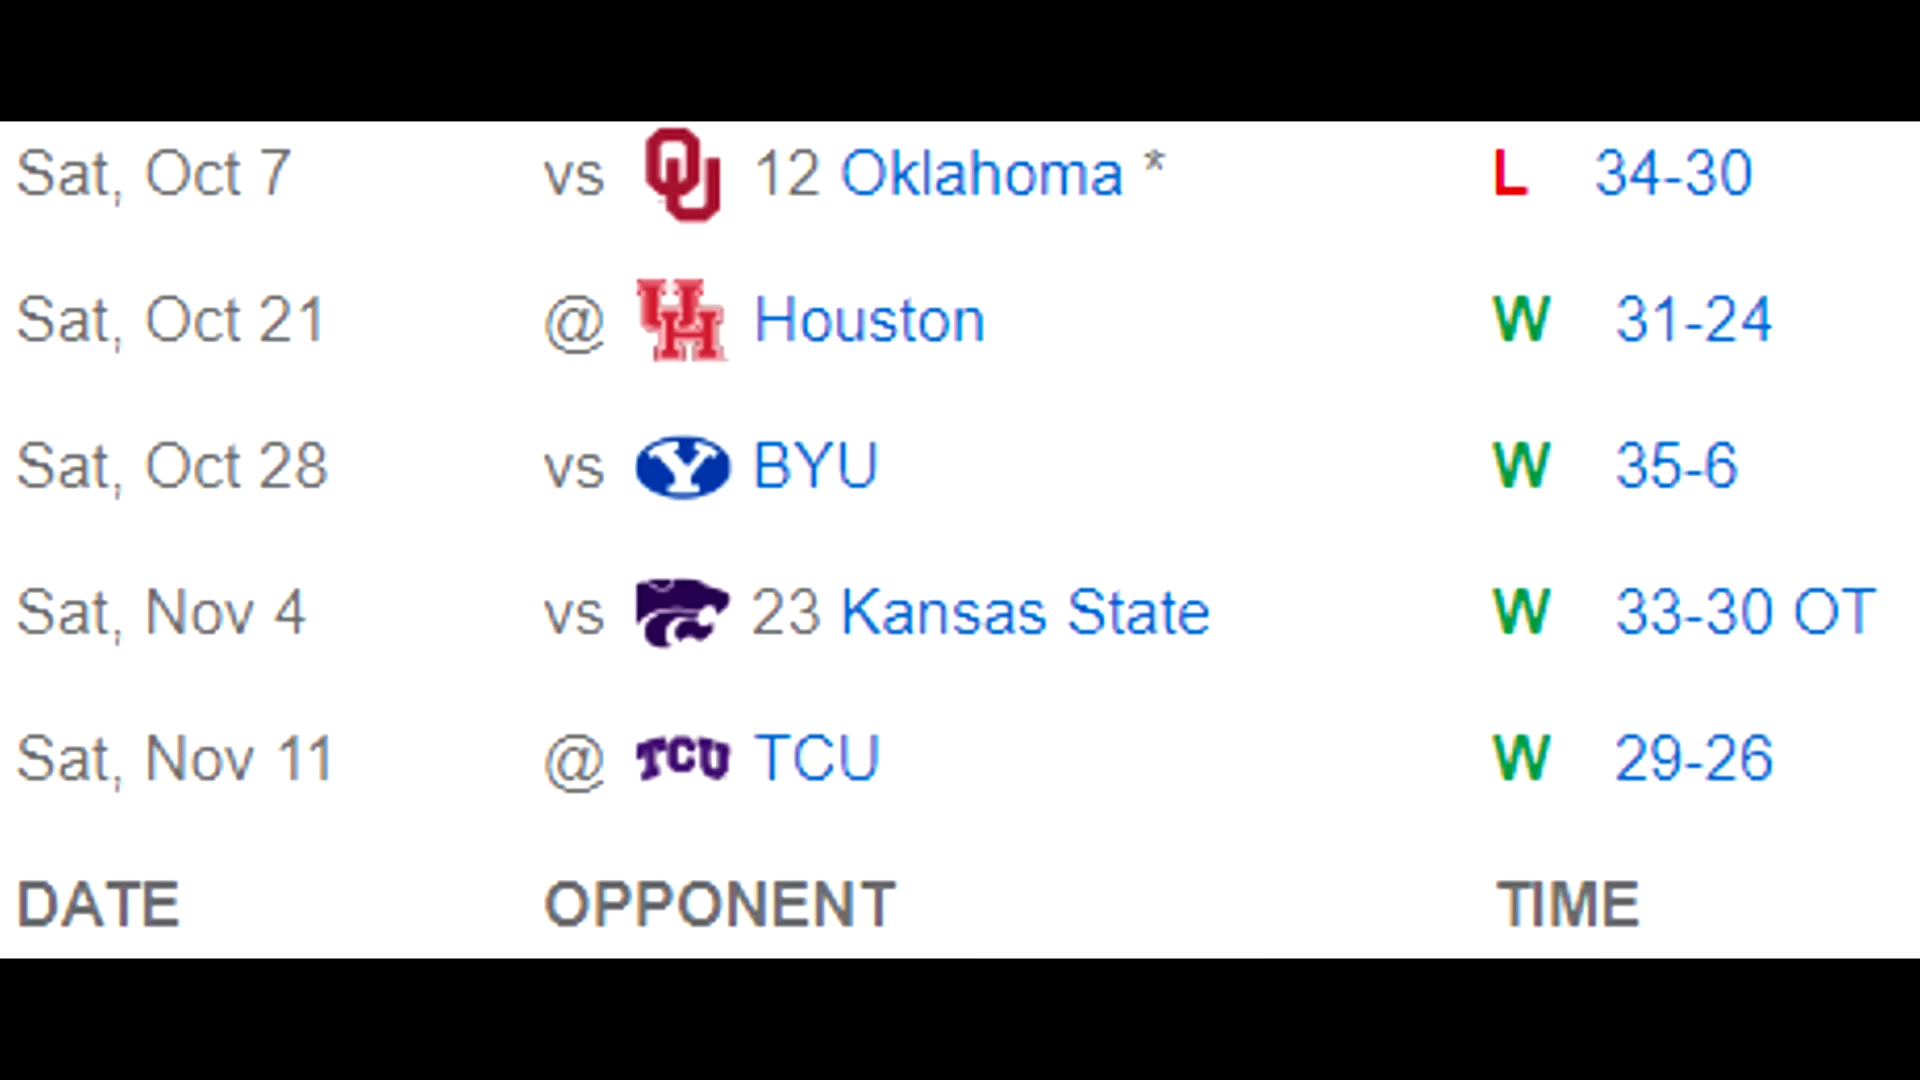 Sat, Oct 7 vs OU 12 Oklahoma * L 34-30
Sat, Oct 21 @ UH Houston W 31-24
Sat, Oct 28 vs Y BYU W 35-6
Sat, Nov 4 vs 23 Kansas State W 33-30 OT
Sat, Nov 11 @ TCU TCU W 29-26
DATE OPPONENT TIME